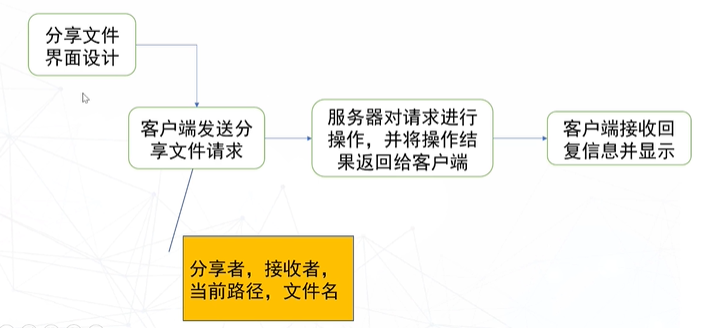 分享文件
界面设计
客户端发送分
享文件请求
服务器对请求进行
操作，并将操作结
果返回给客户端
客户端接收回
复信息并显示
分享者，接收者，
当前路径，文件名